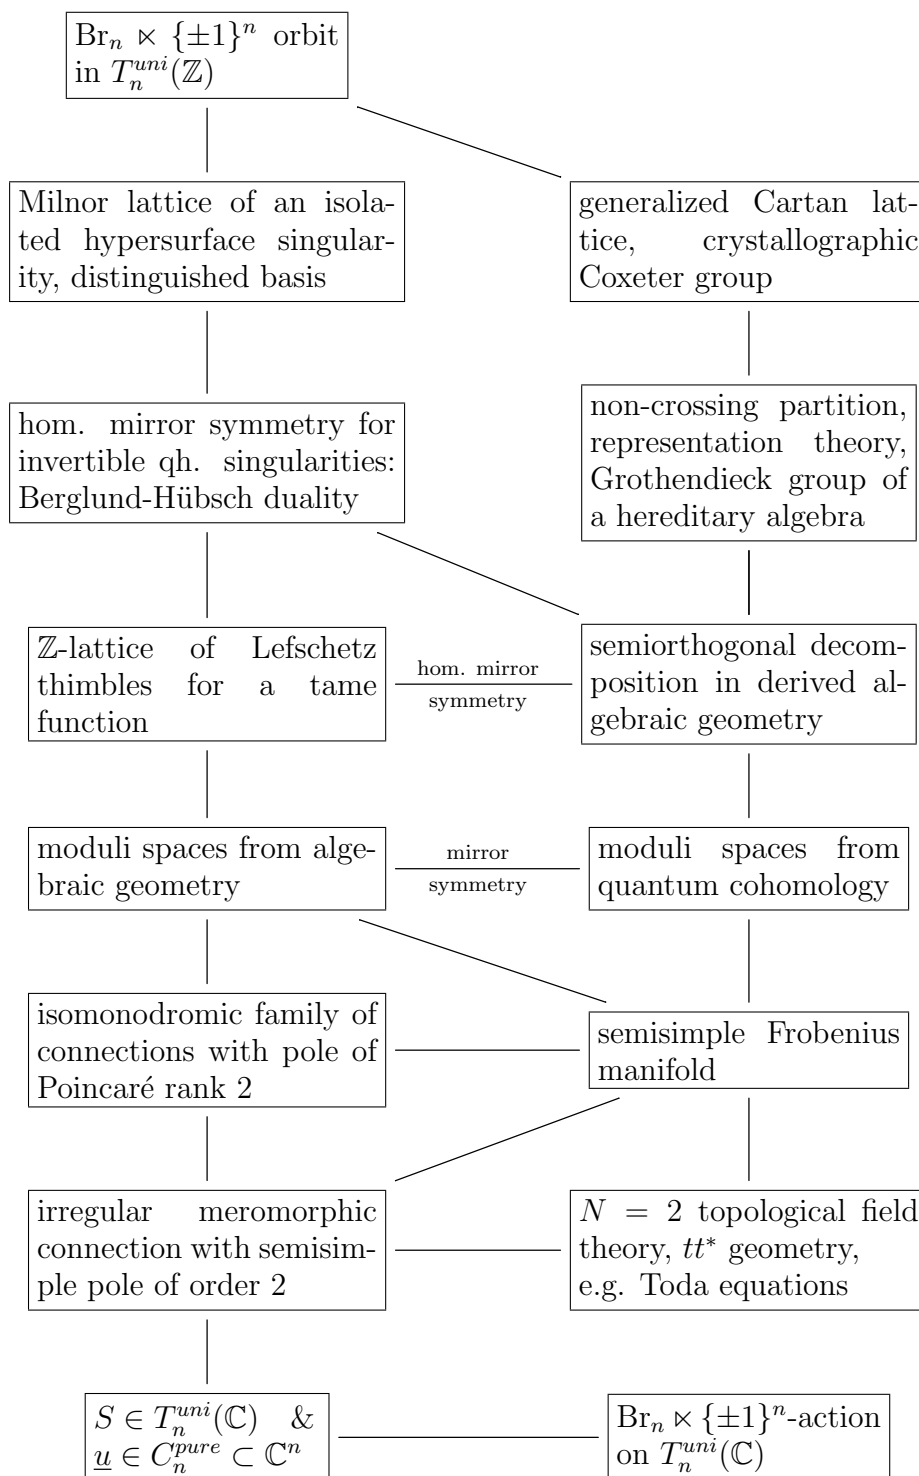 Br_n ⋉ {±1}^n orbit
in T_n^{uni}(ℤ)
Milnor lattice of an iso-
lated hypersurface singular-
ity, distinguished basis
generalized Cartan lat-
tice, crystallographic
Coxeter group
hom. mirror symmetry for
invertible qh. singularities:
Berglund-Hübsch duality
non-crossing partition,
representation theory,
Grothendieck group of
a hereditary algebra
ℤ-lattice of Lefschetz
thimbles for a tame
function
hom. mirror
symmetry
semiorthogonal decom-
position in derived al-
gebraic geometry
moduli spaces from alge-
braic geometry
mirror
symmetry
moduli spaces from
quantum cohomology
isomonodromic family of
connections with pole of
Poincaré rank 2
semisimple Frobenius
manifold
irregular meromorphic
connection with semisim-
ple pole of order 2
N = 2 topological field
theory, tt* geometry,
e.g. Toda equations
S ∈ T_n^{uni}(ℂ) &
u ∈ C_n^{pure} ⊂ ℂ^n
Br_n ⋉ {±1}^n-action
on T_n^{uni}(ℂ)